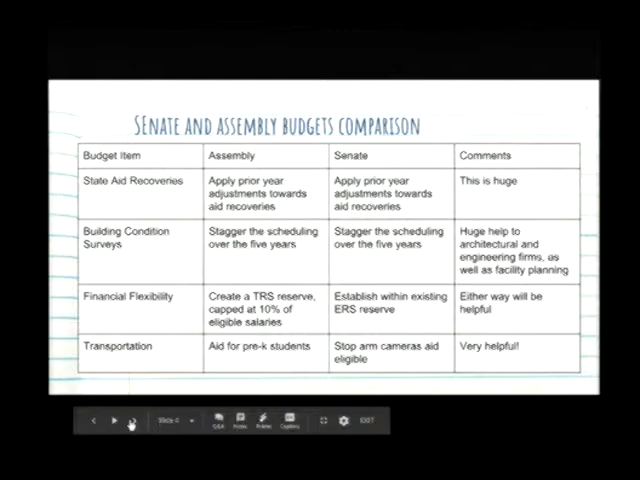 SENATE AND ASSEMBLY BUDGETS COMPARISON
Budget Item
Assembly
Senate
Comments
State Aid Recoveries
Apply prior year
adjustments towards
aid recoveries
Apply prior year
adjustments towards
aid recoveries
This is huge
Building Condition
Surveys
Stagger the scheduling
over the five years
Stagger the scheduling
over the five years
Huge help to
architectural and
engineering firms, as
well as facility planning
Financial Flexibility
Create a TRS reserve,
capped at 10% of
eligible salaries
Establish within existing
ERS reserve
Either way will be
helpful
Transportation
Aid for pre-k students
Stop arm cameras aid
eligible
Very helpful!
Q&A
Notes
Pointer
Captions
EXIT